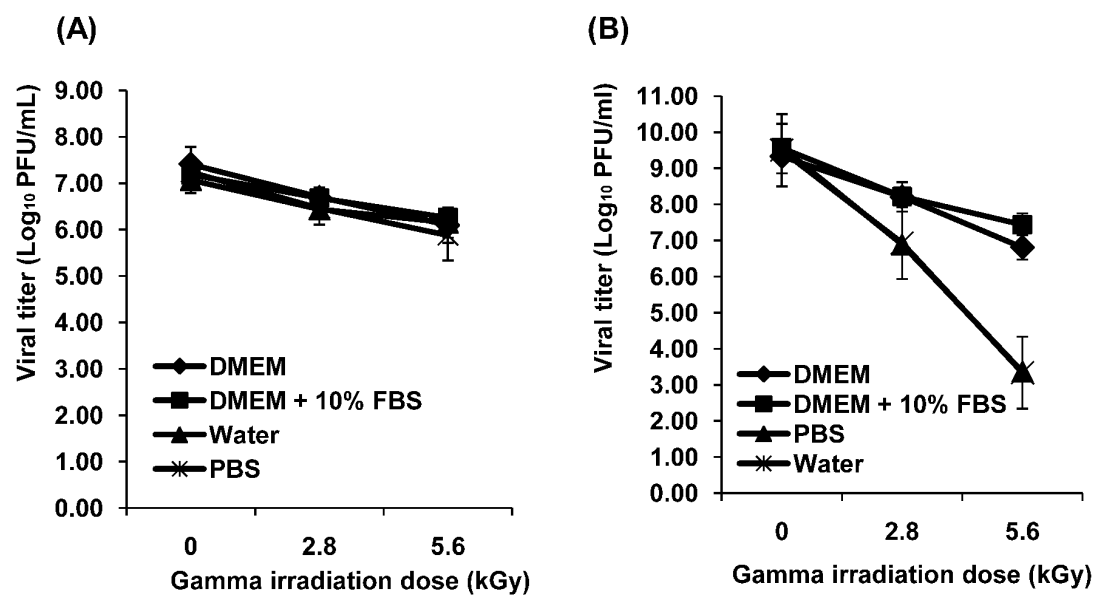 (A)
Viral titer (Log₁₀ PFU/mL)
9.00
8.00
7.00
6.00
5.00
4.00
3.00
2.00
1.00
0.00
DMEM
DMEM + 10% FBS
Water
PBS
0 2.8 5.6
Gamma irradiation dose (kGy)
(B)
Viral titer (Log₁₀ PFU/ml)
11.00
10.00
9.00
8.00
7.00
6.00
5.00
4.00
3.00
2.00
1.00
0.00
DMEM
DMEM + 10% FBS
PBS
Water
0 2.8 5.6
Gamma irradiation dose (kGy)